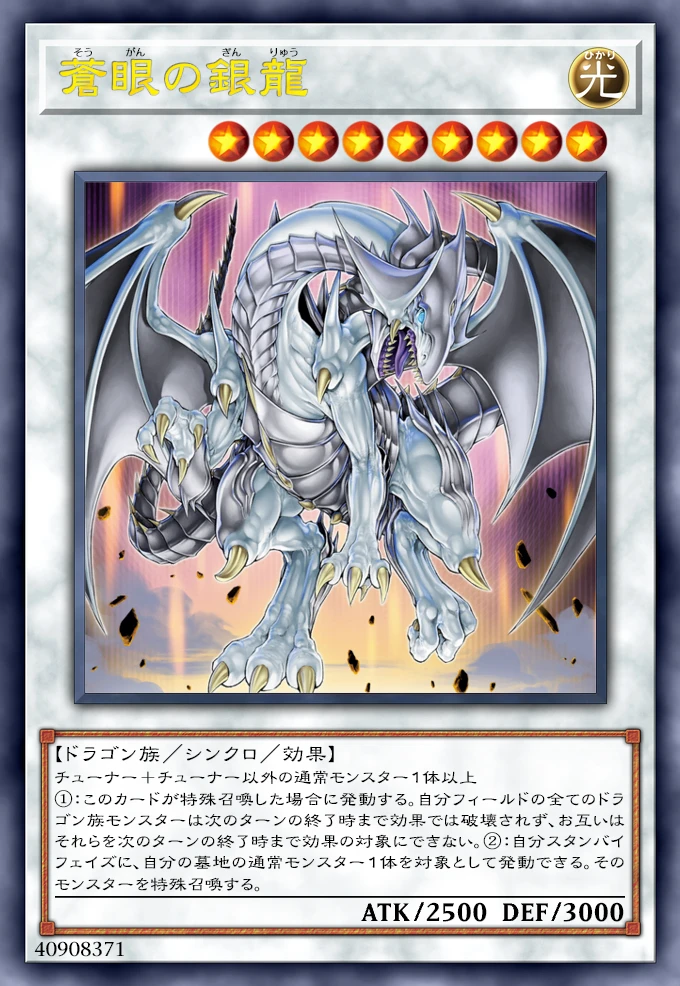 そう がん ぎん りゅう
蒼眼の銀龍
ひかり
光
【ドラゴン族／シンクロ／効果】
チューナー＋チューナー以外の通常モンスター１体以上
①：このカードが特殊召喚した場合に発動する。自分フィールドの全てのドラ
ゴン族モンスターは次のターンの終了時まで効果では破壊されず、お互いは
それらを次のターンの終了時まで効果の対象にできない。②：自分スタンバイ
フェイズに、自分の墓地の通常モンスター１体を対象として発動できる。その
モンスターを特殊召喚する。
ATK/2500 DEF/3000
40908371